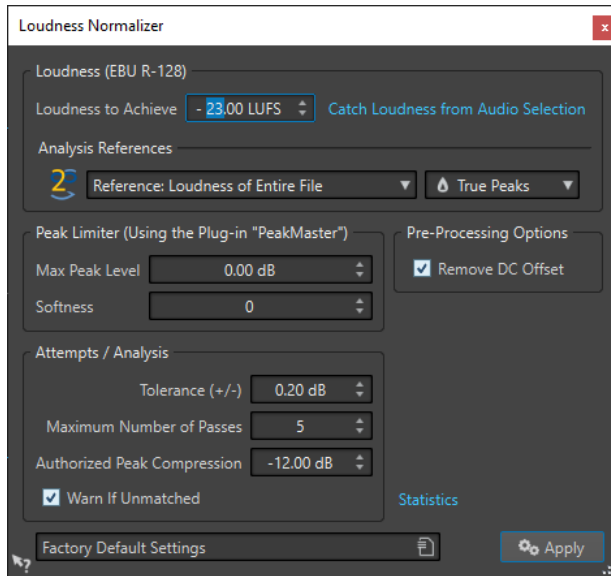 Loudness Normalizer
x
Loudness (EBU R-128)
Loudness to Achieve - 23.00 LUFS Catch Loudness from Audio Selection
Analysis References
2 Reference: Loudness of Entire File True Peaks
Peak Limiter (Using the Plug-in "PeakMaster") Pre-Processing Options
Max Peak Level 0.00 dB Remove DC Offset
Softness 0
Attempts / Analysis
Tolerance (+/-) 0.20 dB
Maximum Number of Passes 5
Authorized Peak Compression -12.00 dB
Warn If Unmatched Statistics
Factory Default Settings Apply
?